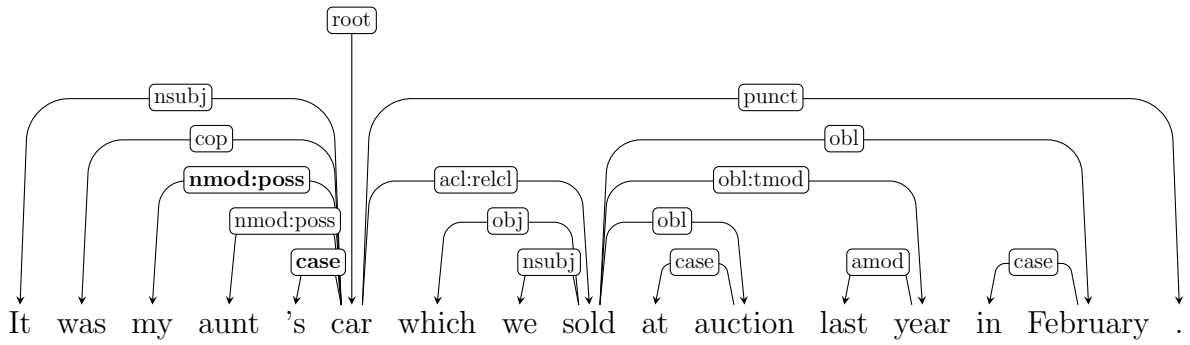 root
nsubj punct
cop obl
nmod:poss acl:relcl obl:tmod
nmod:poss obj obl
case nsubj case amod case
It was my aunt 's car which we sold at auction last year in February .